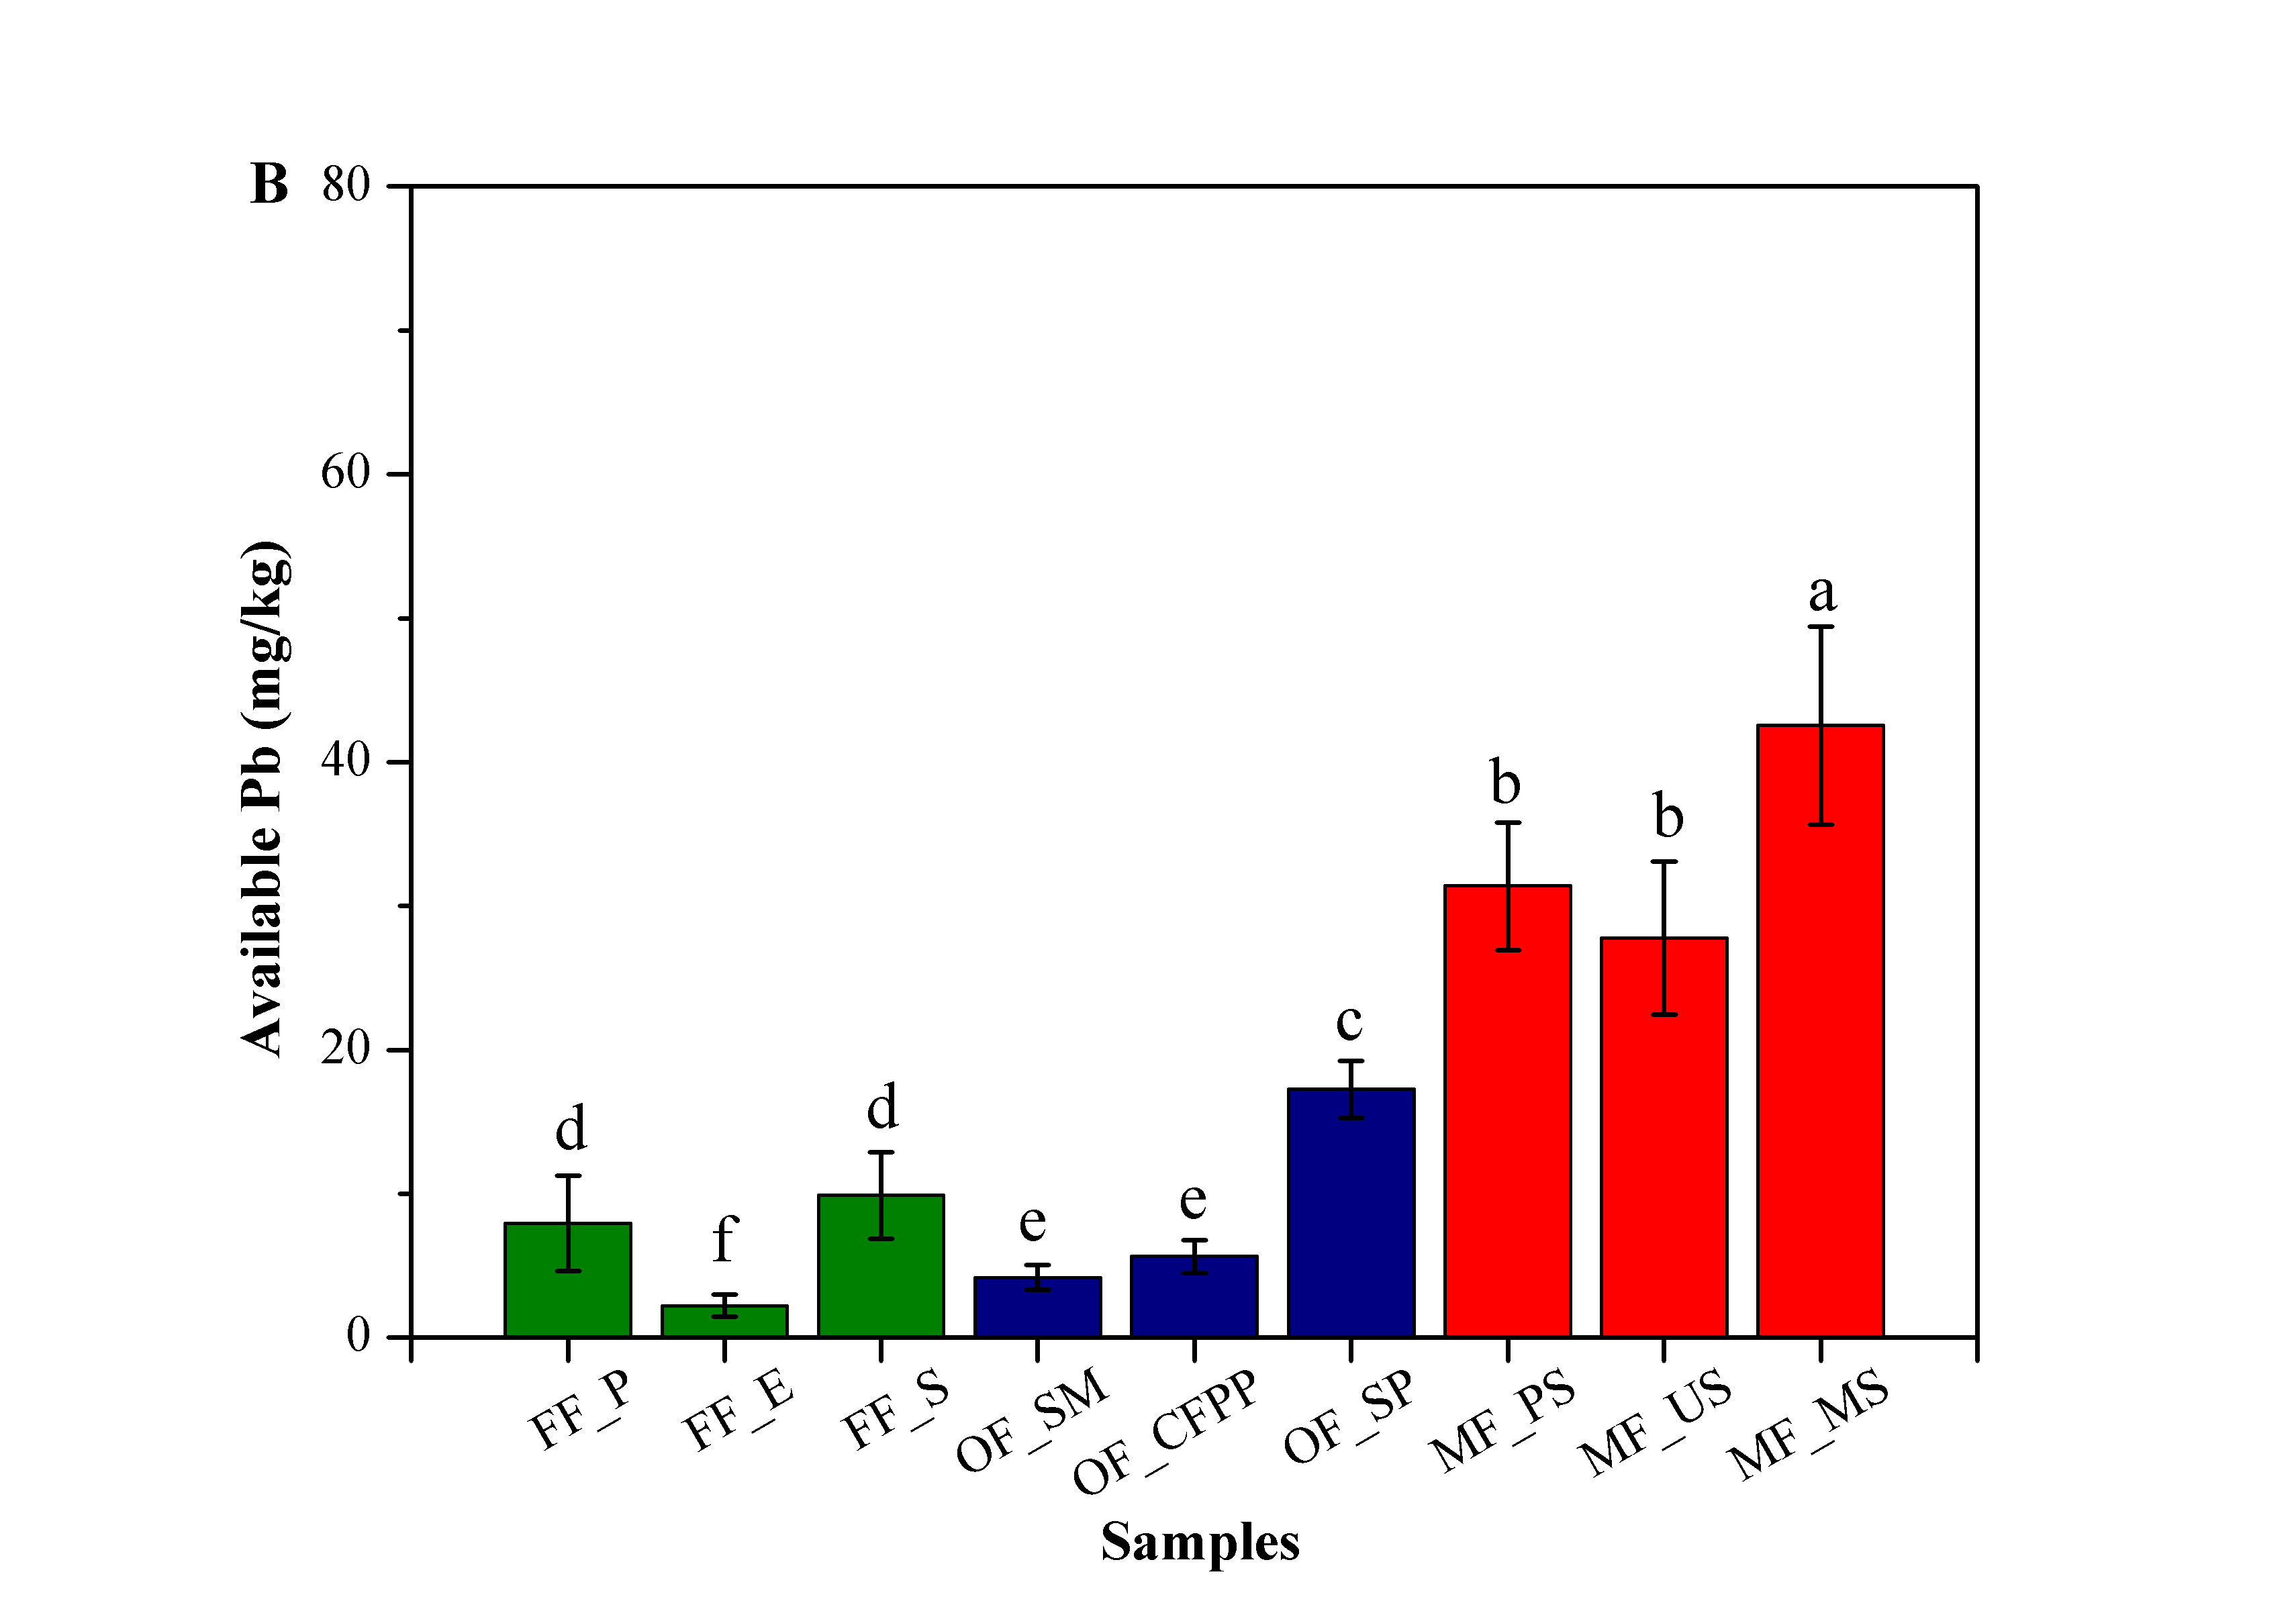 B
80
60
40
20
0
Available Pb (mg/kg)
d
f
d
e
e
c
b
b
a
FF_P
FF_E
FF_S
OF_SM
OF_CFPP
OF_SP
MF_PS
MF_US
MF_MS
Samples